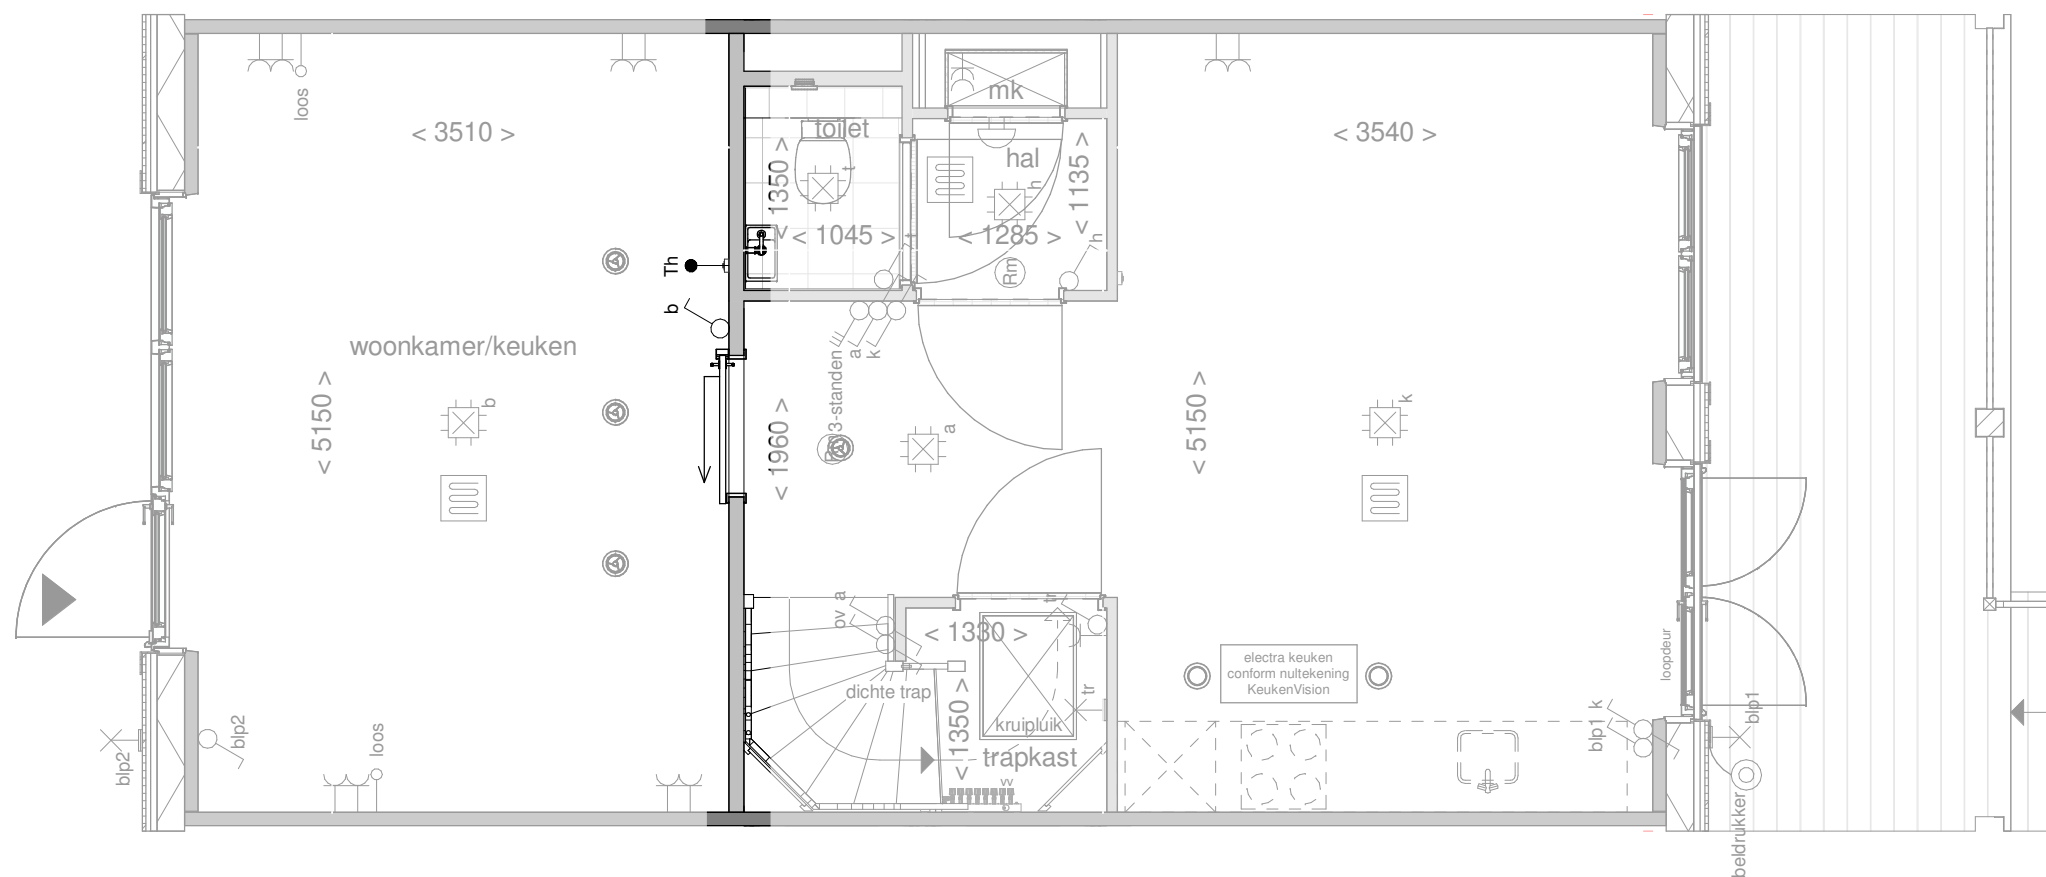 mk
loos
< 3510 >
toilet
< 3540 >
hal
< 1135 >
t
< 1350 >
h
< 1045 >
t
< 1285 >
h
Th
Rm
b
woonkamer/keuken
a
k
3-standen
< 5150 >
b
< 1960 >
a
< 5150 >
k
a
ov
tr
< 1330 >
electra keuken
conform nultekening
KeukenVision
loopdeur
dichte trap
tr
< 1350 >
kruipluik
trapkast
vv
blp2
blp2
loos
k
blp1
blp1
beldrukker